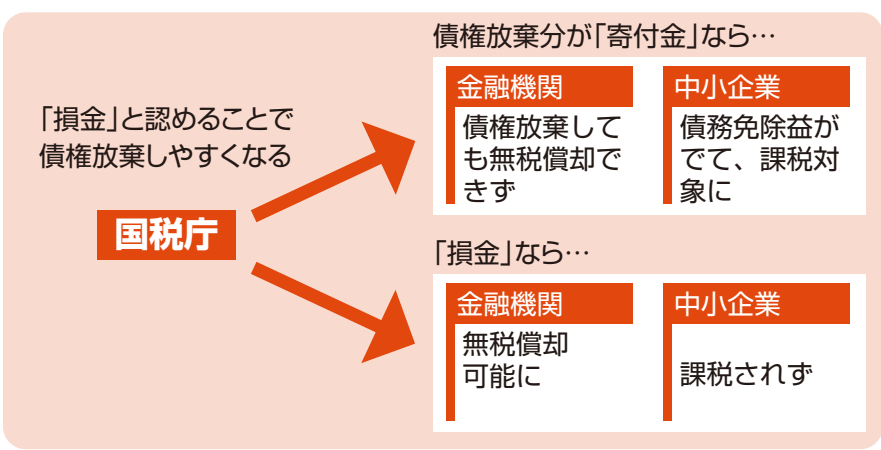 「損金」と認めることで
債権放棄しやすくなる
国税庁
債権放棄分が「寄付金」なら…
金融機関
債権放棄して
も無税償却で
きず
中小企業
債務免除益が
でて、課税対
象に
「損金」なら…
金融機関
無税償却
可能に
中小企業
課税されず